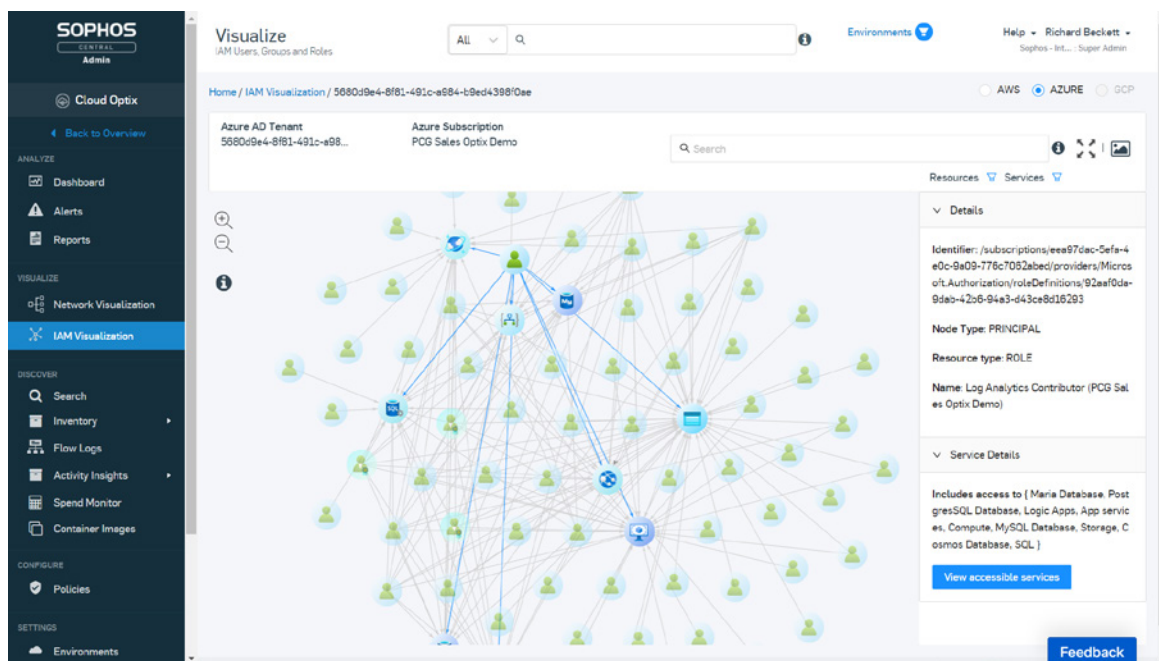 SOPHOS
CENTRAL
Admin
Cloud Optix
Back to Overview
ANALYZE
Dashboard
Alerts
Reports
VISUALIZE
Network Visualization
IAM Visualization
DISCOVER
Search
Inventory
Flow Logs
Activity Insights
Spend Monitor
Container Images
CONFIGURE
Policies
SETTINGS
Environments
Visualize
IAM Users, Groups and Roles
All
Environments
Help Richard Beckett
Sophos - Int... : Super Admin
Home / IAM Visualization / 5680d9e4-8f81-491c-a984-b9ed4398f0ae
AWS AZURE GCP
Azure AD Tenant
5680d9e4-8f81-491c-a98...
Azure Subscription
PCG Sales Optix Demo
Search
Resources Services
SQL
My
Details
Identifier: /subscriptions/eea97dac-5efa-4
e0c-9a09-776c7062abed/providers/Micros
oft.Authorization/roleDefinitions/92aaf0da-
9dab-42b6-94a3-d43ce8d16293
Node Type: PRINCIPAL
Resource type: ROLE
Name: Log Analytics Contributor (PCG Sal
es Optix Demo)
Service Details
Includes access to { Maria Database, Post
gresSQL Database, Logic Apps, App servic
es, Compute, MySQL Database, Storage, C
osmos Database, SQL }
View accessible services
Feedback